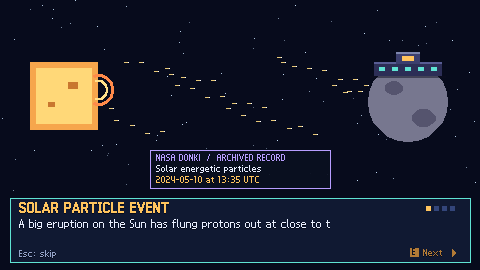 NASA DONKI / ARCHIVED RECORD
Solar energetic particles
2024-05-10 at 13:35 UTC
SOLAR PARTICLE EVENT
A big eruption on the Sun has flung protons out at close to t
Esc: skip
E Next